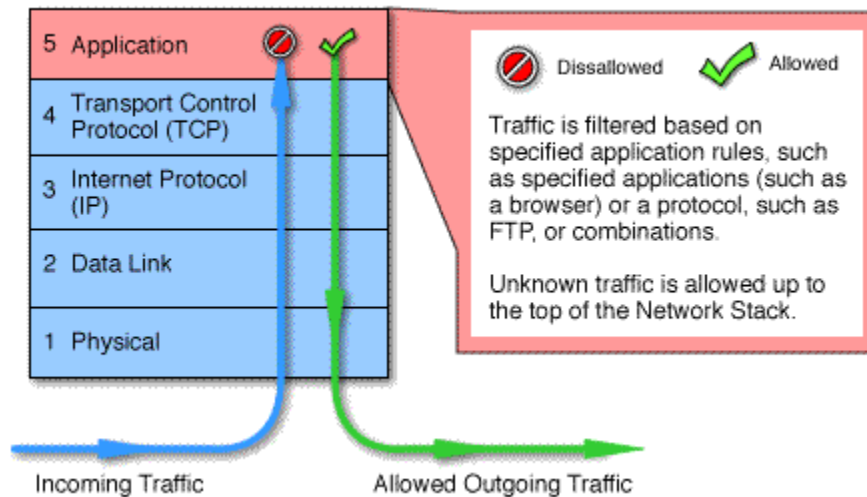 5 Application
4 Transport Control
Protocol (TCP)
3 Internet Protocol
(IP)
2 Data Link
1 Physical
Incoming Traffic
Allowed Outgoing Traffic
Dissallowed
Allowed
Traffic is filtered based on
specified application rules, such
as specified applications (such as
a browser) or a protocol, such as
FTP, or combinations.
Unknown traffic is allowed up to
the top of the Network Stack.